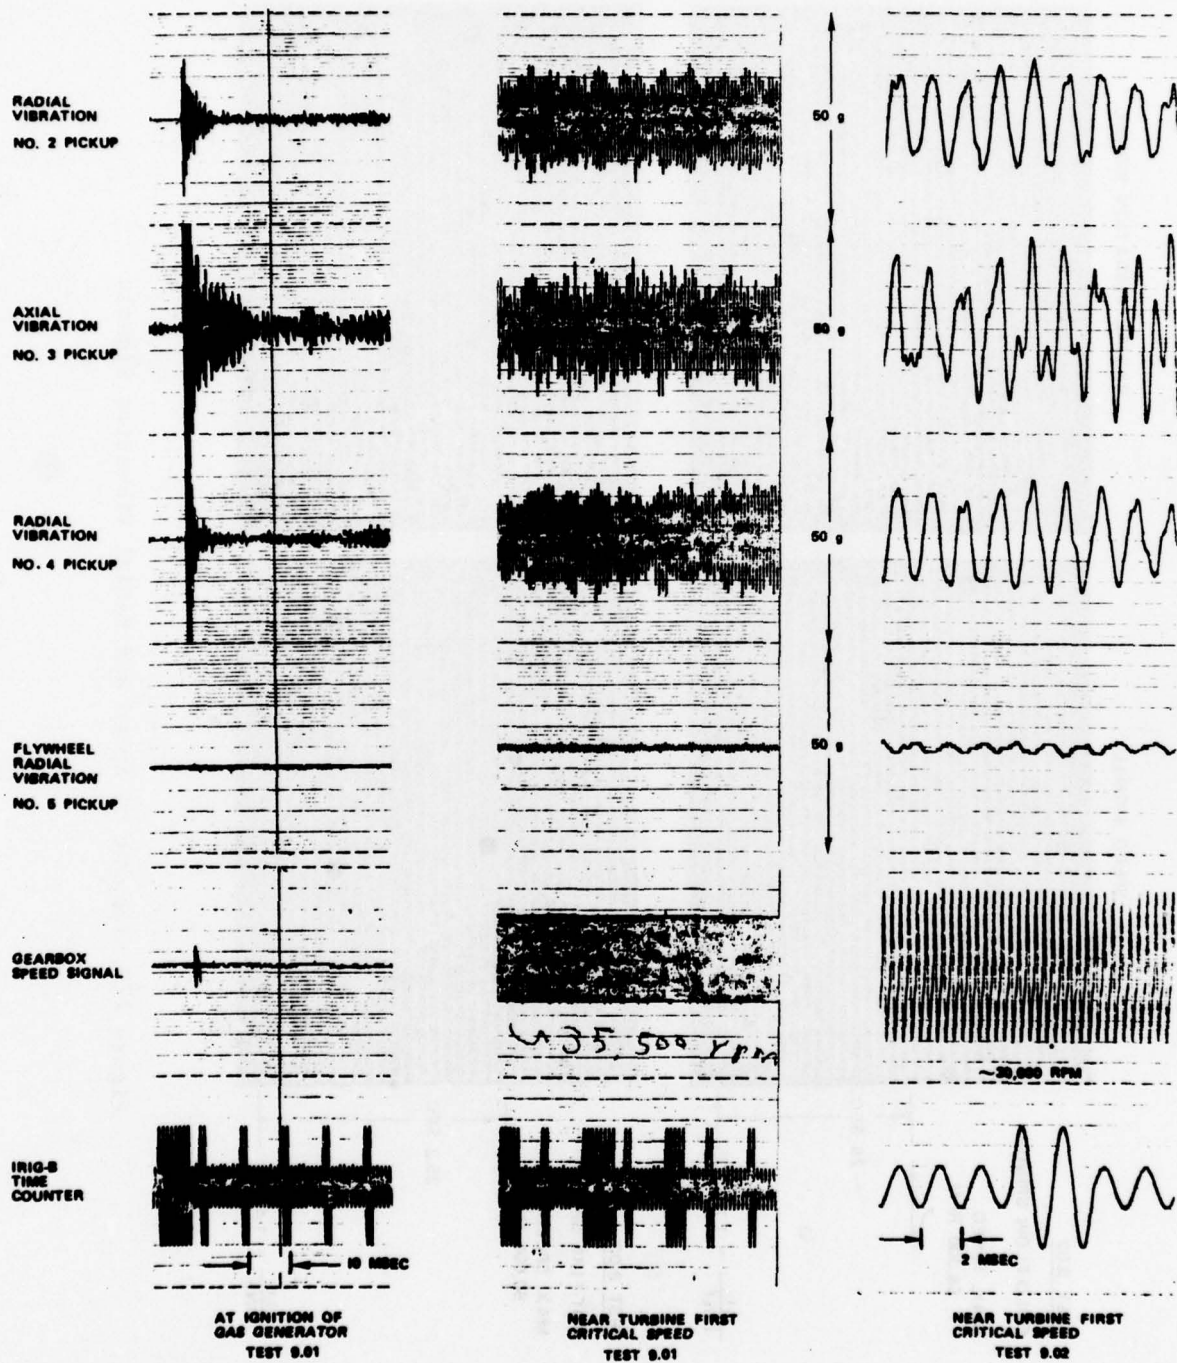 RADIAL
VIBRATION
NO. 2 PICKUP
50 g
AXIAL
VIBRATION
NO. 3 PICKUP
50 g
RADIAL
VIBRATION
NO. 4 PICKUP
50 g
FLYWHEEL
RADIAL
VIBRATION
NO. 5 PICKUP
50 g
GEARBOX
SPEED SIGNAL
~35,500 rpm
~30,000 RPM
IRIG-B
TIME
COUNTER
10 MSEC
2 MSEC
AT IGNITION OF
GAS GENERATOR
TEST 9.01
NEAR TURBINE FIRST
CRITICAL SPEED
TEST 9.01
NEAR TURBINE FIRST
CRITICAL SPEED
TEST 9.02